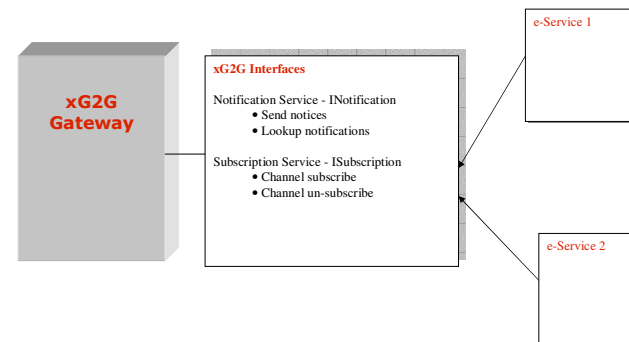 xG2G
Gateway
xG2G Interfaces
Notification Service - INotification
• Send notices
• Lookup notifications
Subscription Service - ISubscription
• Channel subscribe
• Channel un-subscribe
e-Service 1
e-Service 2